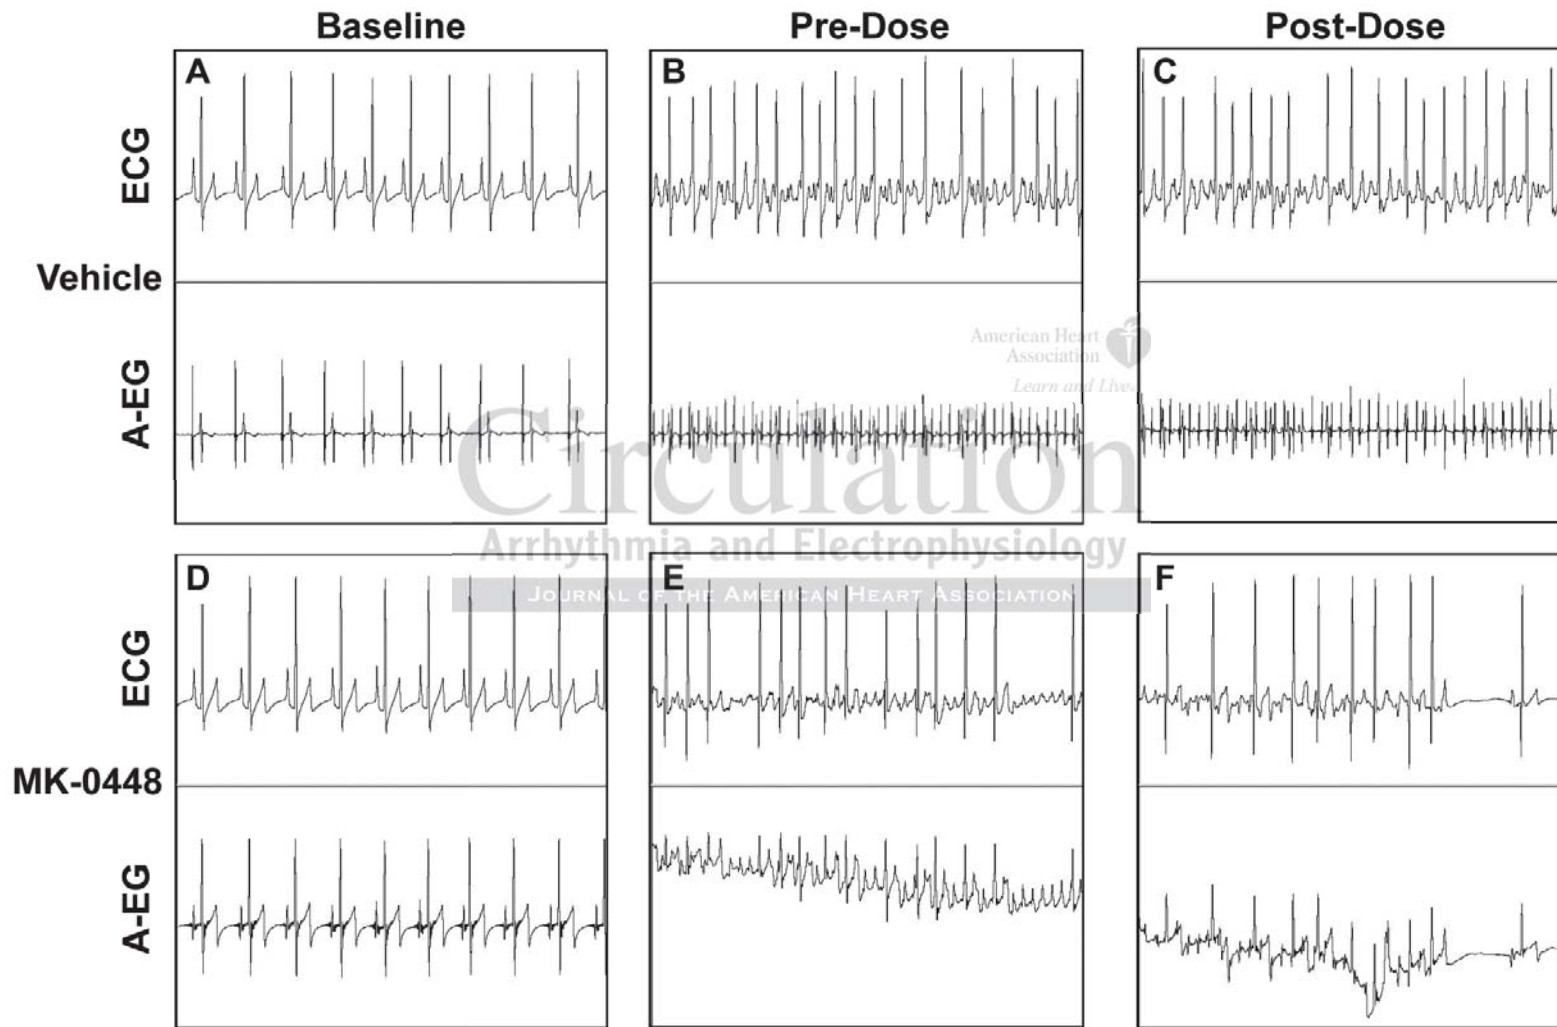 Baseline
Pre-Dose
Post-Dose
A
B
C
ECG
Vehicle
A-EG
American Heart
Association
Learn and Live
Circulation
Arrhythmia and Electrophysiology
JOURNAL OF THE AMERICAN HEART ASSOCIATION
D
E
F
ECG
MK-0448
A-EG